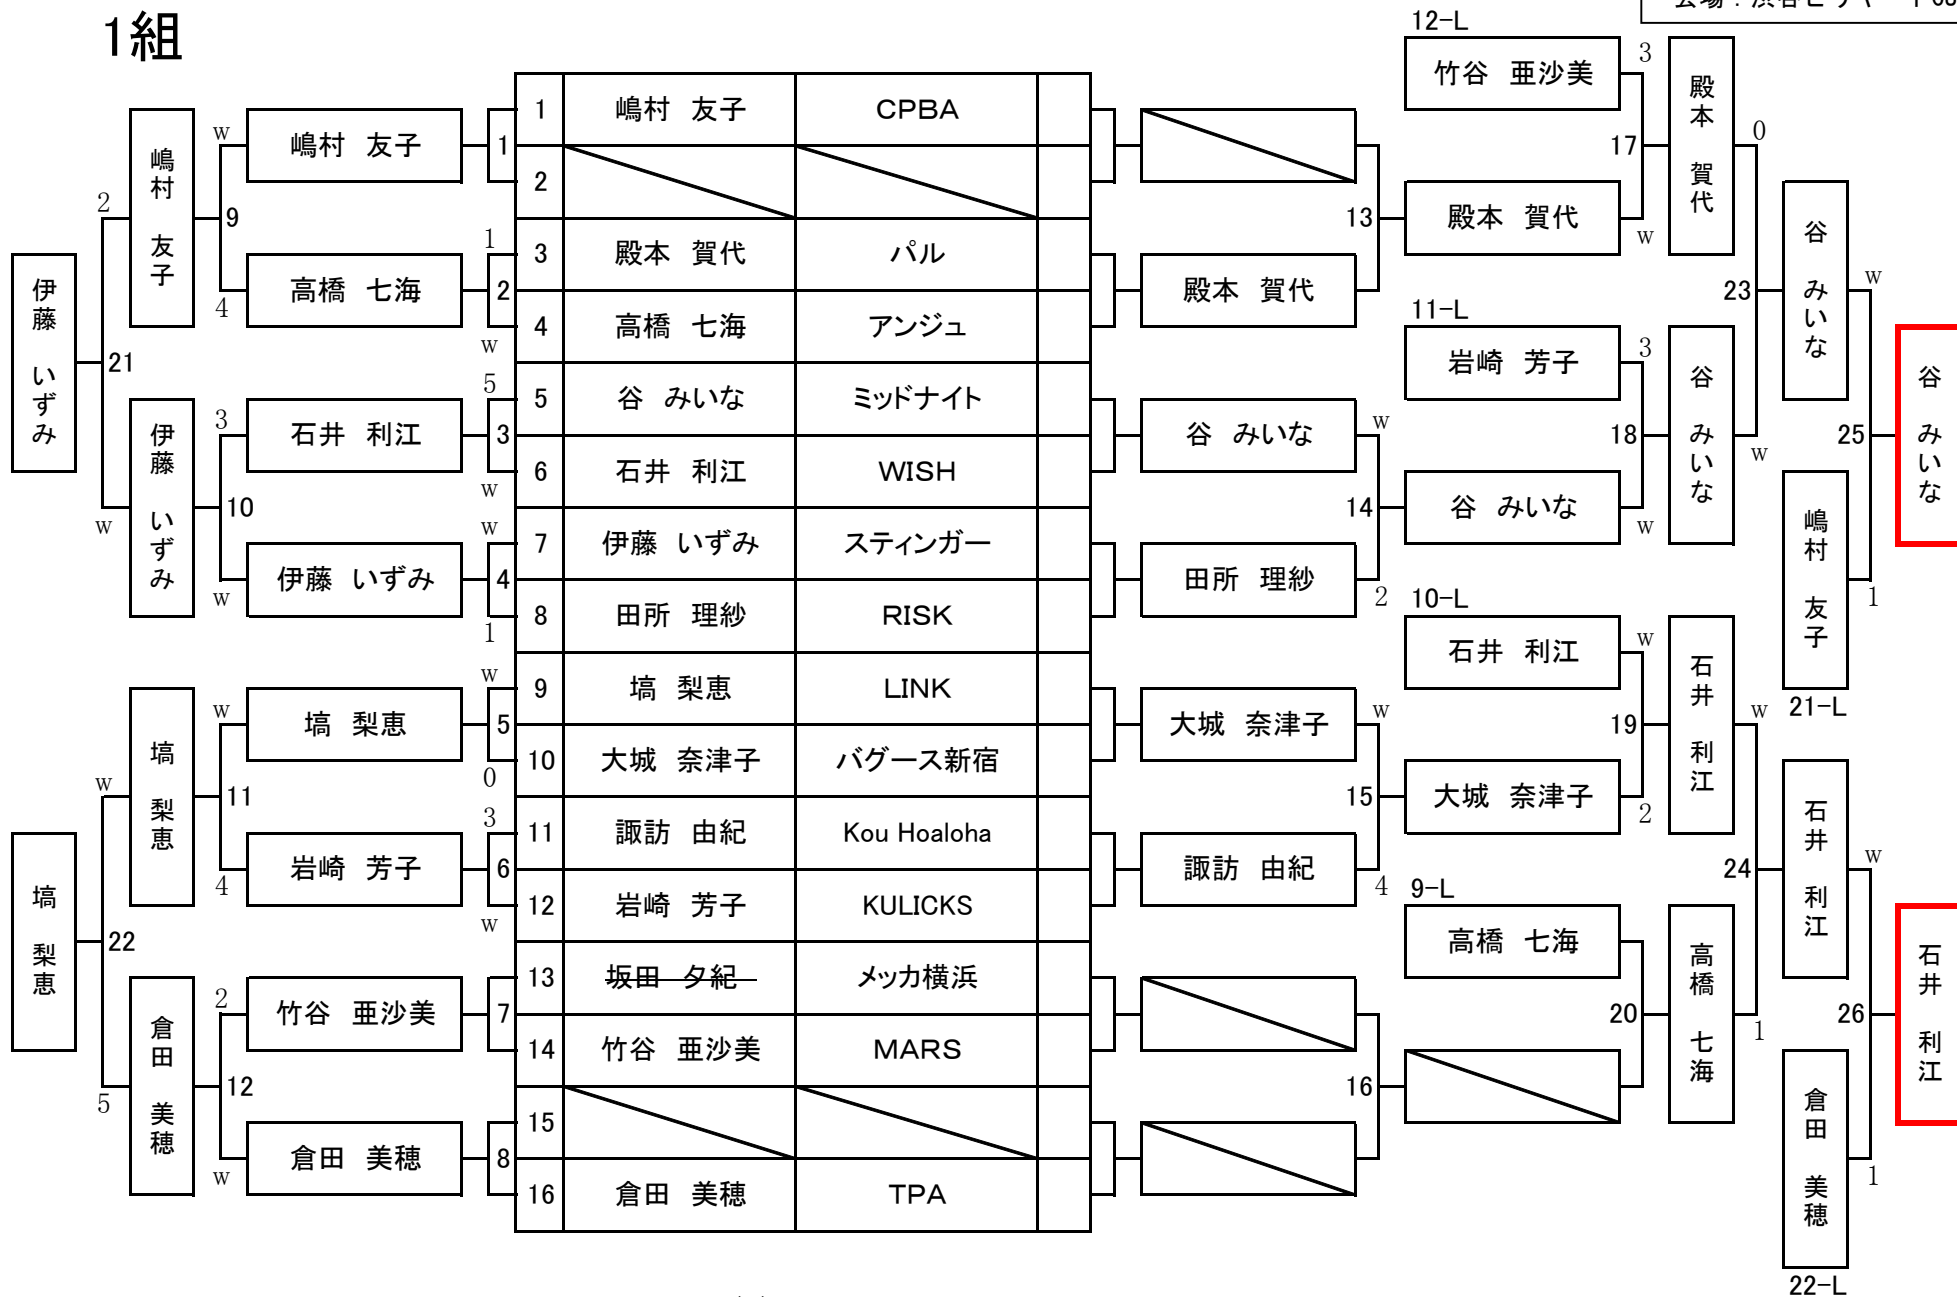 1組
12-L
竹谷 亜沙美 3
殿本 賀代 0
17
殿本 賀代 w
13
1 嶋村 友子 CPBA
2
3 殿本 賀代 パル
4 高橋 七海 アンジュ
5 谷 みいな ミッドナイト
6 石井 利江 WISH
7 伊藤 いずみ スティンガー
8 田所 理紗 RISK
9 塙 梨恵 LINK
10 大城 奈津子 バグース新宿
11 諏訪 由紀 Kou Hoaloha
12 岩崎 芳子 KULICKS
13 坂田 夕紀 メッカ横浜
14 竹谷 亜沙美 MARS
15
16 倉田 美穂 TPA
w 嶋村 友子 1
嶋村 友子
2
9
4 高橋 七海 2
1
w
伊藤 いずみ
21
3 石井 利江 3
5
w
伊藤 いずみ
w
10
w 伊藤 いずみ 4
w
1
w 塙 梨恵 5
w
0
塙 梨恵
w
11
4 岩崎 芳子 6
3
w
塙 梨恵
22
2 竹谷 亜沙美 7
倉田 美穂
5
12
w 倉田 美穂 8
殿本 賀代
谷 みいな w
14
田所 理紗 2
大城 奈津子 w
15
諏訪 由紀 4
16
11-L
岩崎 芳子 3
18
谷 みいな w
谷 みいな w
23
谷 みいな w
25
嶋村 友子 1
21-L
谷 みいな
10-L
石井 利江 w
19
大城 奈津子 2
石井 利江 w
24
9-L
高橋 七海
20
高橋 七海 1
石井 利江 w
26
倉田 美穂 1
22-L
石井 利江